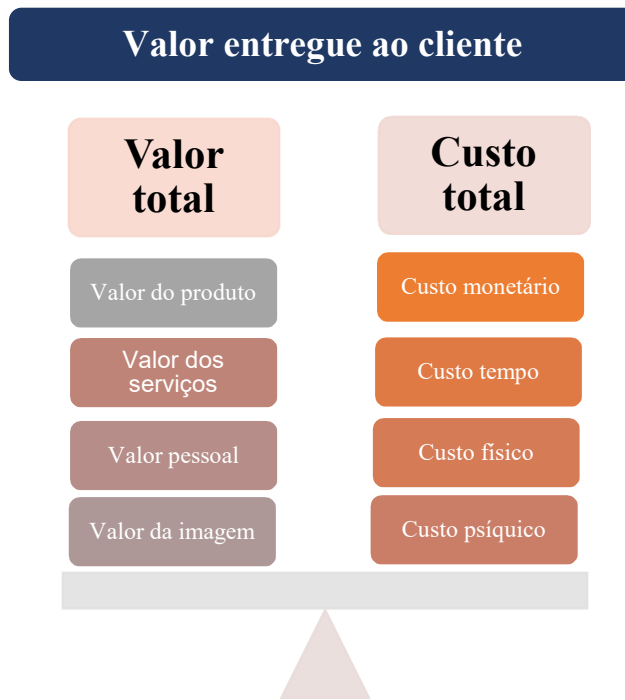 Valor entregue ao cliente
Valor
total
Valor do produto
Valor dos
serviços
Valor pessoal
Valor da imagem
Custo
total
Custo monetário
Custo tempo
Custo físico
Custo psíquico